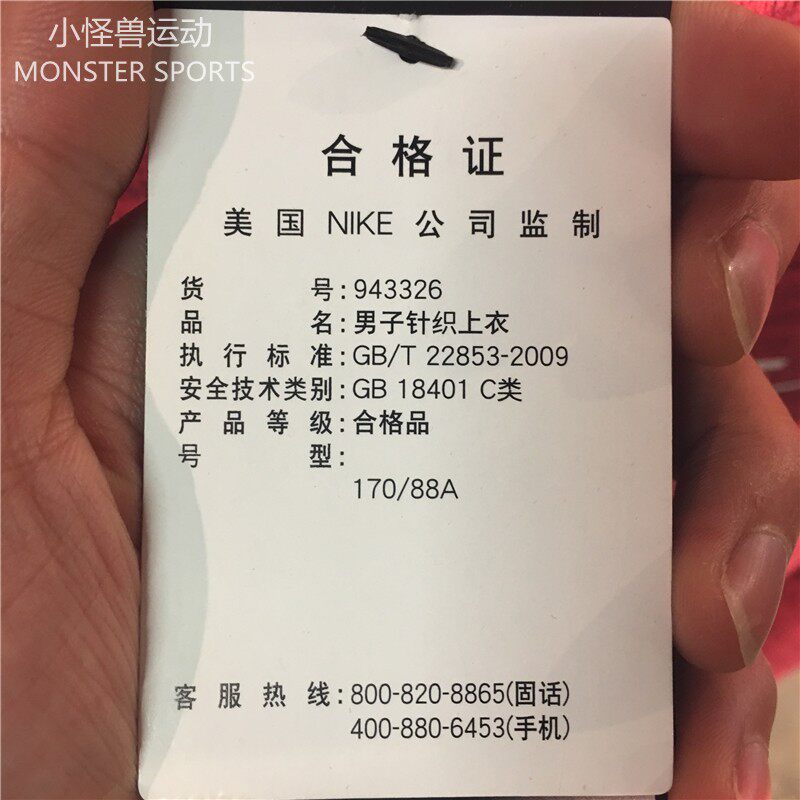 小怪兽运动
MONSTER SPORTS
合格证
美国 NIKE 公司监制
货号:943326
品名:男子针织上衣
执行标准:GB/T 22853-2009
安全技术类别:GB 18401 C类
产品等级:合格品
号型:
170/88A
客服热线:800-820-8865(固话)
400-880-6453(手机)